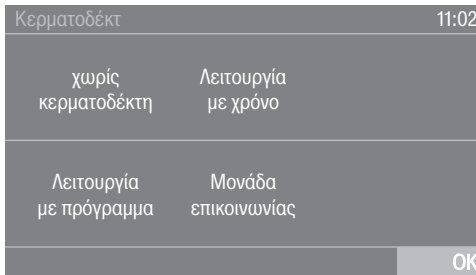 Κερματοδέκτ 11:02
χωρίς
κερματοδέκτη
Λειτουργία
με χρόνο
Λειτουργία
με πρόγραμμα
Μονάδα
επικοινωνίας
OK